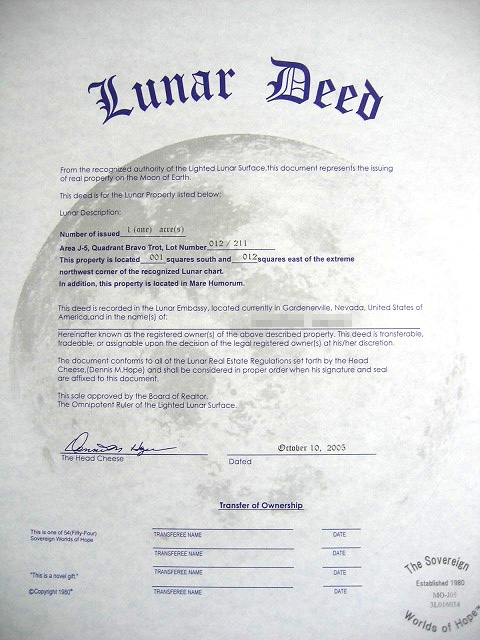 Lunar Deed
From the recognized authority of the Lighted Lunar Surface,this document represents the issuing
of real property on the Moon of Earth.
This deed is for the Lunar Property listed below:
Lunar Description:
Number of issued 1 (one) acre(s)
Area J-5, Quadrant Bravo Trot, Lot Number 012 / 211
This property is located 001 squares south and 012 squares east of the extreme
northwest corner of the recognized Lunar chart.
In addition, this property is located in Mare Humorum.
This deed is recorded in the Lunar Embassy, located currently in Gardenerville, Nevada, United States of
America,and in the name(s) of:
Hereinafter known as the registered owner(s) of the above described property. This deed is transferable,
tradeable, or assignable upon the decision of the legal registered owner(s) at his/her discretion.
The document conforms to all of the Lunar Real Estate Regulations set forth by the Head
Cheese,(Dennis M.Hope) and shall be considered in proper order when his signature and seal
are affixed to this document.
This sale approved by the Board of Realtor.
The Omnipotent Ruler of the Lighted Lunar Surface.
October 10, 2005
The Head Cheese
Dated
Transfer of Ownership
This is one of 54(Fifty-Four)
Sovereign Worlds of Hope
TRANSFEREE NAME DATE
TRANSFEREE NAME DATE
"This is a novel gift."
TRANSFEREE NAME DATE
©Copyright 1980
TRANSFEREE NAME DATE
The Sovereign
Established 1980
MO-J05
3L016034
Worlds of Hope™